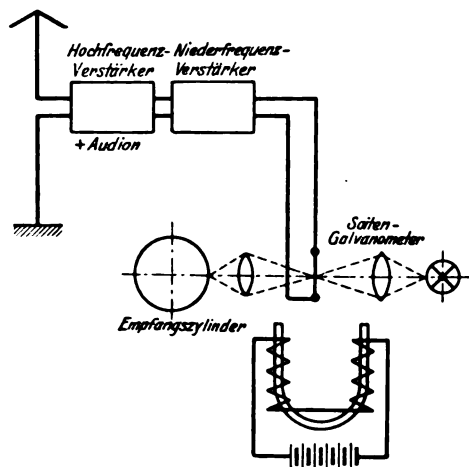 Hochfrequenz-
Verstärker
Niederfrequenz-
Verstärker
+ Audion
Saiten-
Galvanometer
Empfangszylinder